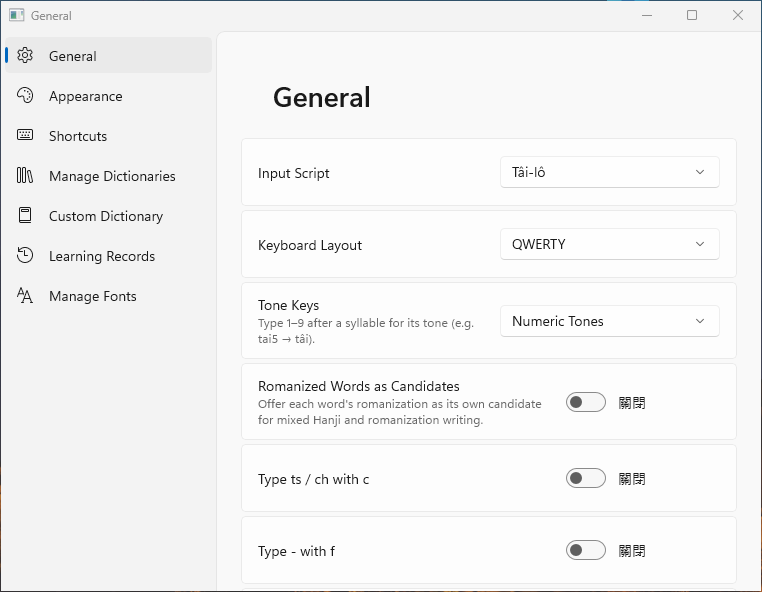 General
General
Appearance
Shortcuts
Manage Dictionaries
Custom Dictionary
Learning Records
Manage Fonts
General
Input Script
Tâi-lô
Keyboard Layout
QWERTY
Tone Keys
Type 1–9 after a syllable for its tone (e.g.
tai5 → tâi).
Numeric Tones
Romanized Words as Candidates
Offer each word's romanization as its own candidate
for mixed Hanji and romanization writing.
關閉
Type ts / ch with c
關閉
Type - with f
關閉